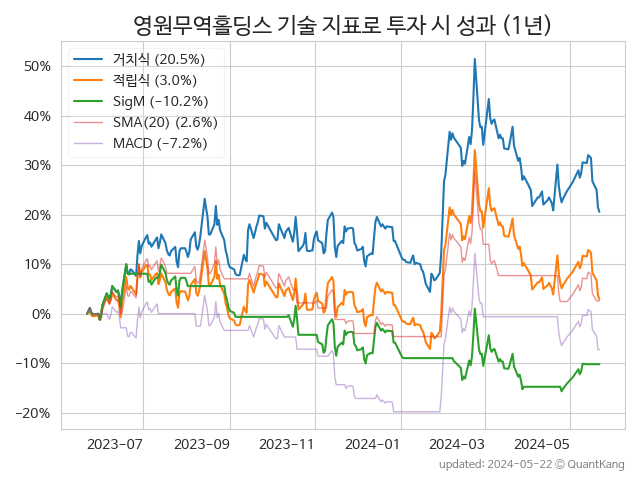 영원무역홀딩스 기술 지표로 투자 시 성과 (1년)
거치식 (20.5%)
적립식 (3.0%)
SigM (−10.2%)
SMA(20) (2.6%)
MACD (−7.2%)
50%
40%
30%
20%
10%
0%
−10%
−20%
2023−07 2023−09 2023−11 2024−01 2024−03 2024−05
updated: 2024−05−22 © QuantKang